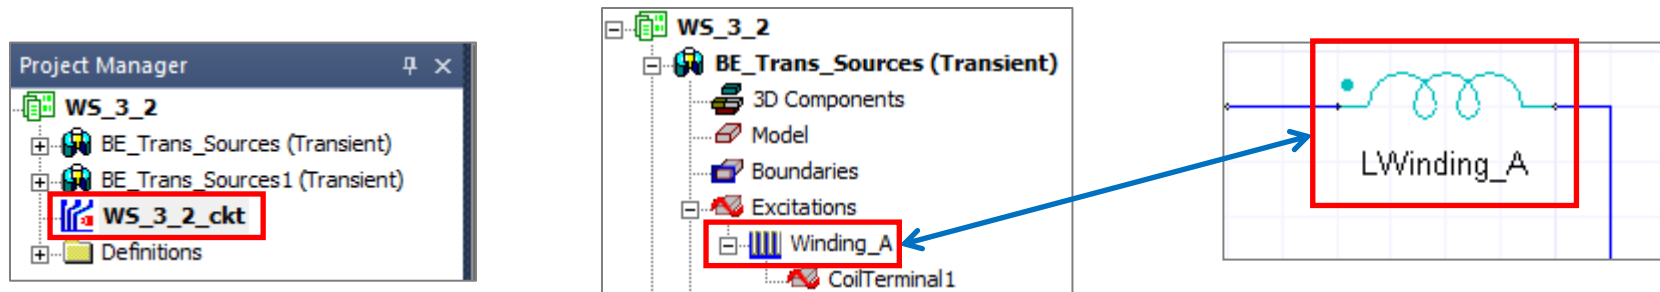 Project Manager
WS_3_2
BE_Trans_Sources (Transient)
BE_Trans_Sources1 (Transient)
WS_3_2_ckt
Definitions
WS_3_2
BE_Trans_Sources (Transient)
3D Components
Model
Boundaries
Excitations
Winding_A
CoilTerminal1
LWinding_A